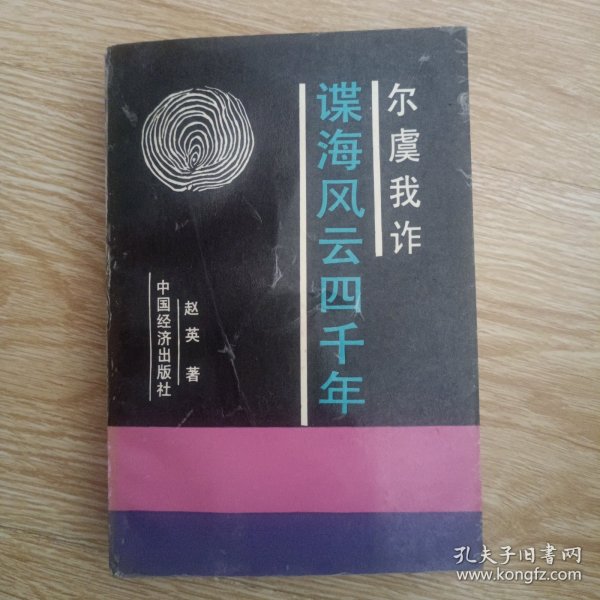 尔虞我诈
谍海风云四千年
赵英 著
中国经济出版社
孔夫子旧书网
www.kongfz.com